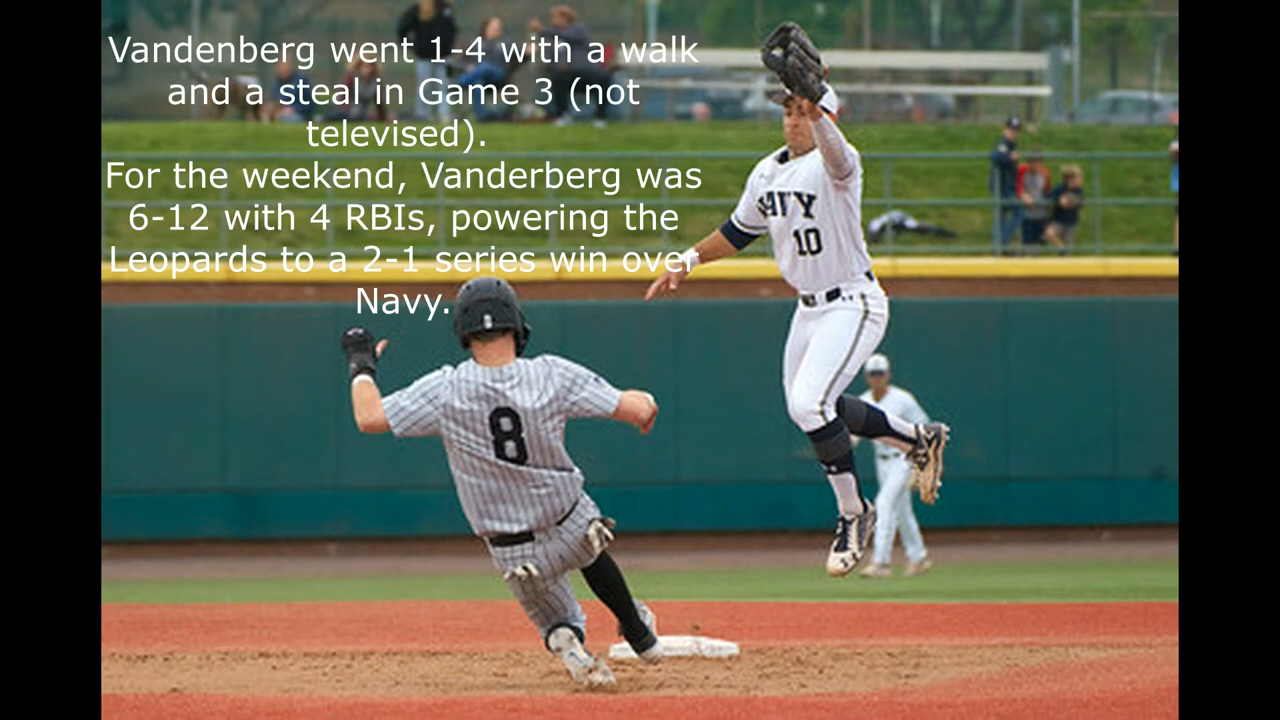 Vandenberg went 1-4 with a walk
and a steal in Game 3 (not
televised).
For the weekend, Vanderberg was
6-12 with 4 RBIs, powering the
Leopards to a 2-1 series win over
Navy.
NAVY
10
8